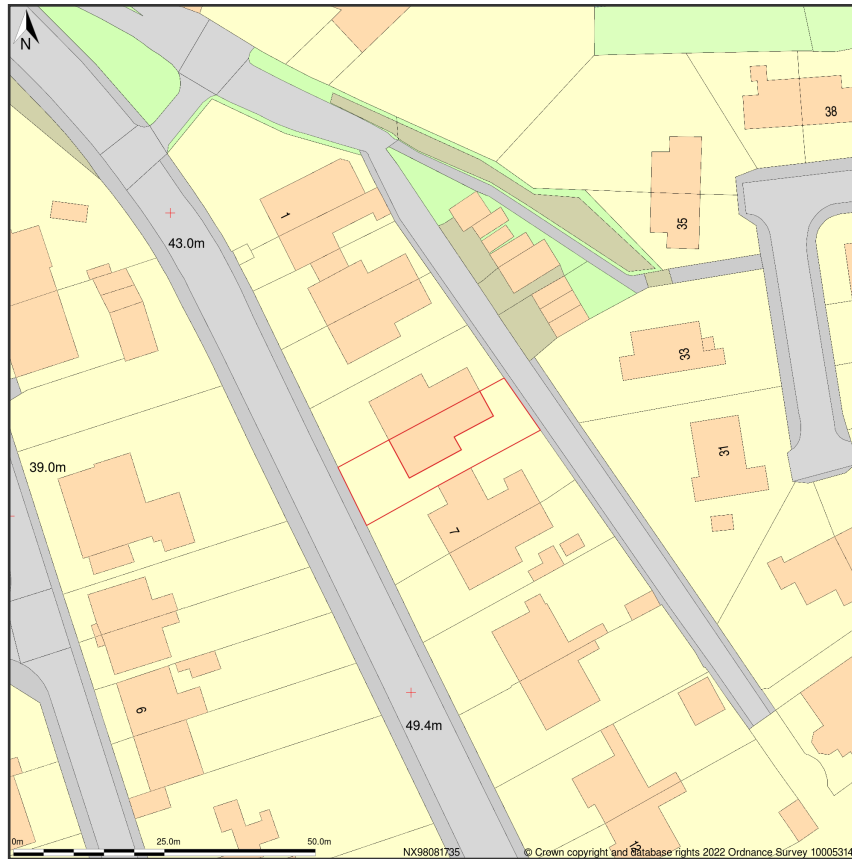 N
38
1
35
43.0m
33
31
39.0m
7
6
49.4m
12
0m
25.0m
50.0m
NX98081735
© Crown copyright and database rights 2022 Ordnance Survey 10005314